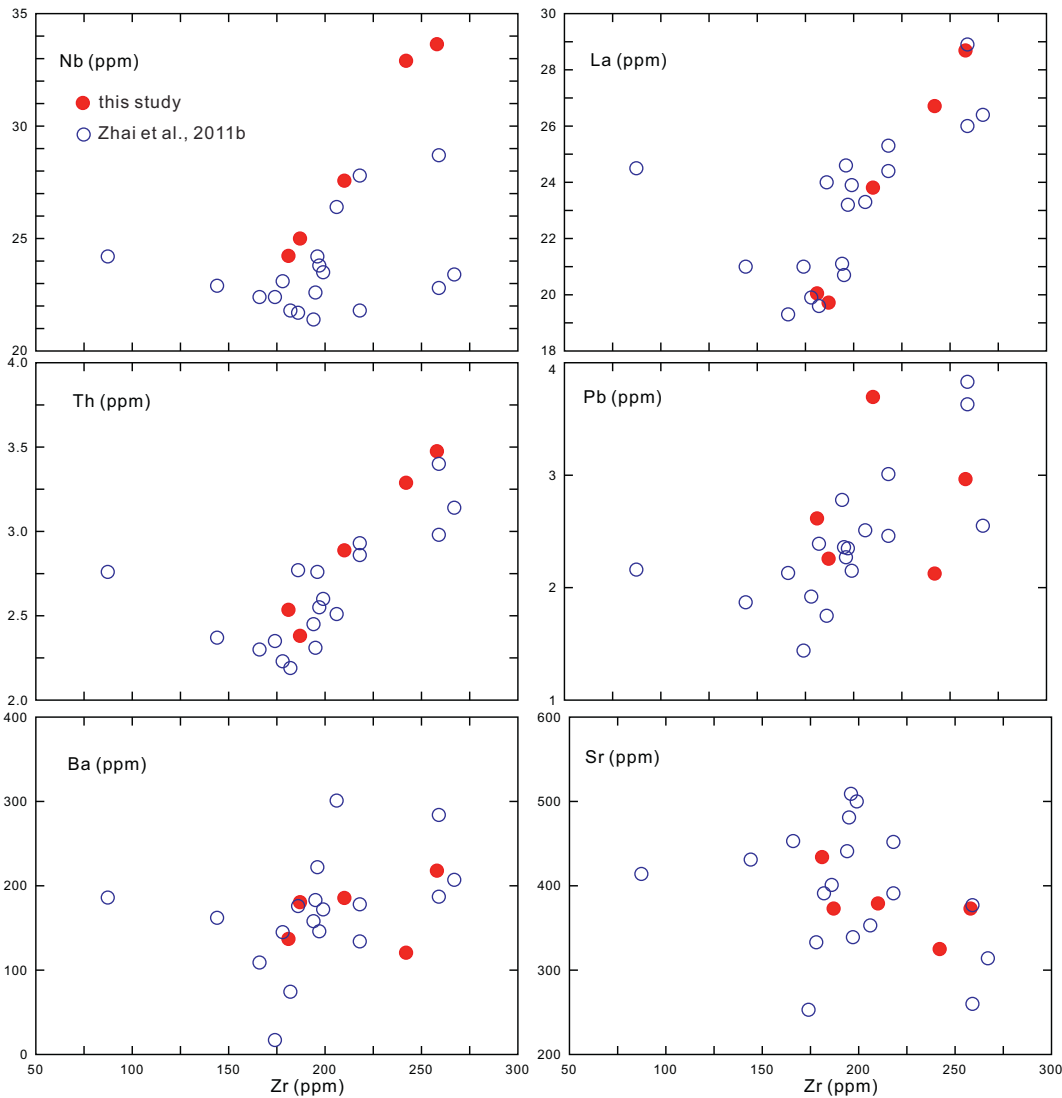 35
30
25
20
Nb (ppm)
this study
Zhai et al., 2011b
30
28
26
24
22
20
18
La (ppm)
4.0
3.5
3.0
2.5
2.0
Th (ppm)
4
3
2
1
Pb (ppm)
400
300
200
100
0
Ba (ppm)
50 100 150 200 250 300
Zr (ppm)
600
500
400
300
200
Sr (ppm)
50 100 150 200 250 300
Zr (ppm)